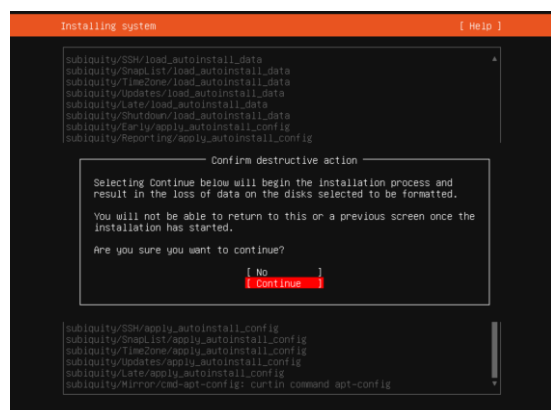 Installing system [ Help ]
subiquity/SSH/load_autoinstall_data
subiquity/SnapList/load_autoinstall_data
subiquity/TimeZone/load_autoinstall_data
subiquity/Updates/load_autoinstall_data
subiquity/Late/load_autoinstall_data
subiquity/Shutdown/load_autoinstall_data
subiquity/Early/apply_autoinstall_config
subiquity/Reporting/apply_autoinstall_config
Confirm destructive action
Selecting Continue below will begin the installation process and
result in the loss of data on the disks selected to be formatted.
You will not be able to return to this or a previous screen once the
installation has started.
Are you sure you want to continue?
[ No ]
[ Continue ]
subiquity/SSH/apply_autoinstall_config
subiquity/SnapList/apply_autoinstall_config
subiquity/TimeZone/apply_autoinstall_config
subiquity/Updates/apply_autoinstall_config
subiquity/Late/apply_autoinstall_config
subiquity/Mirror/cmd-apt-config: curtin command apt-config